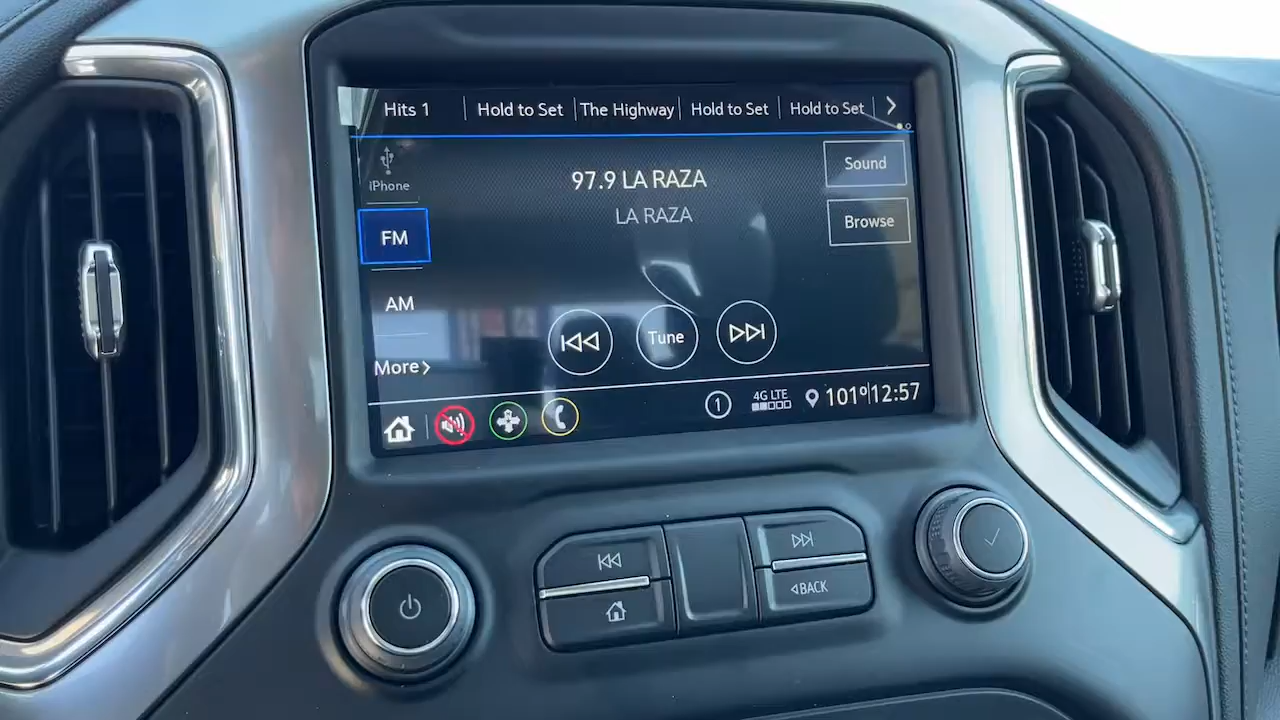 Hits 1
Hold to Set
The Highway
Hold to Set
Hold to Set
iPhone
97.9 LA RAZA
Sound
LA RAZA
FM
Browse
AM
Tune
More
1
4G LTE
101° 12:57
BACK